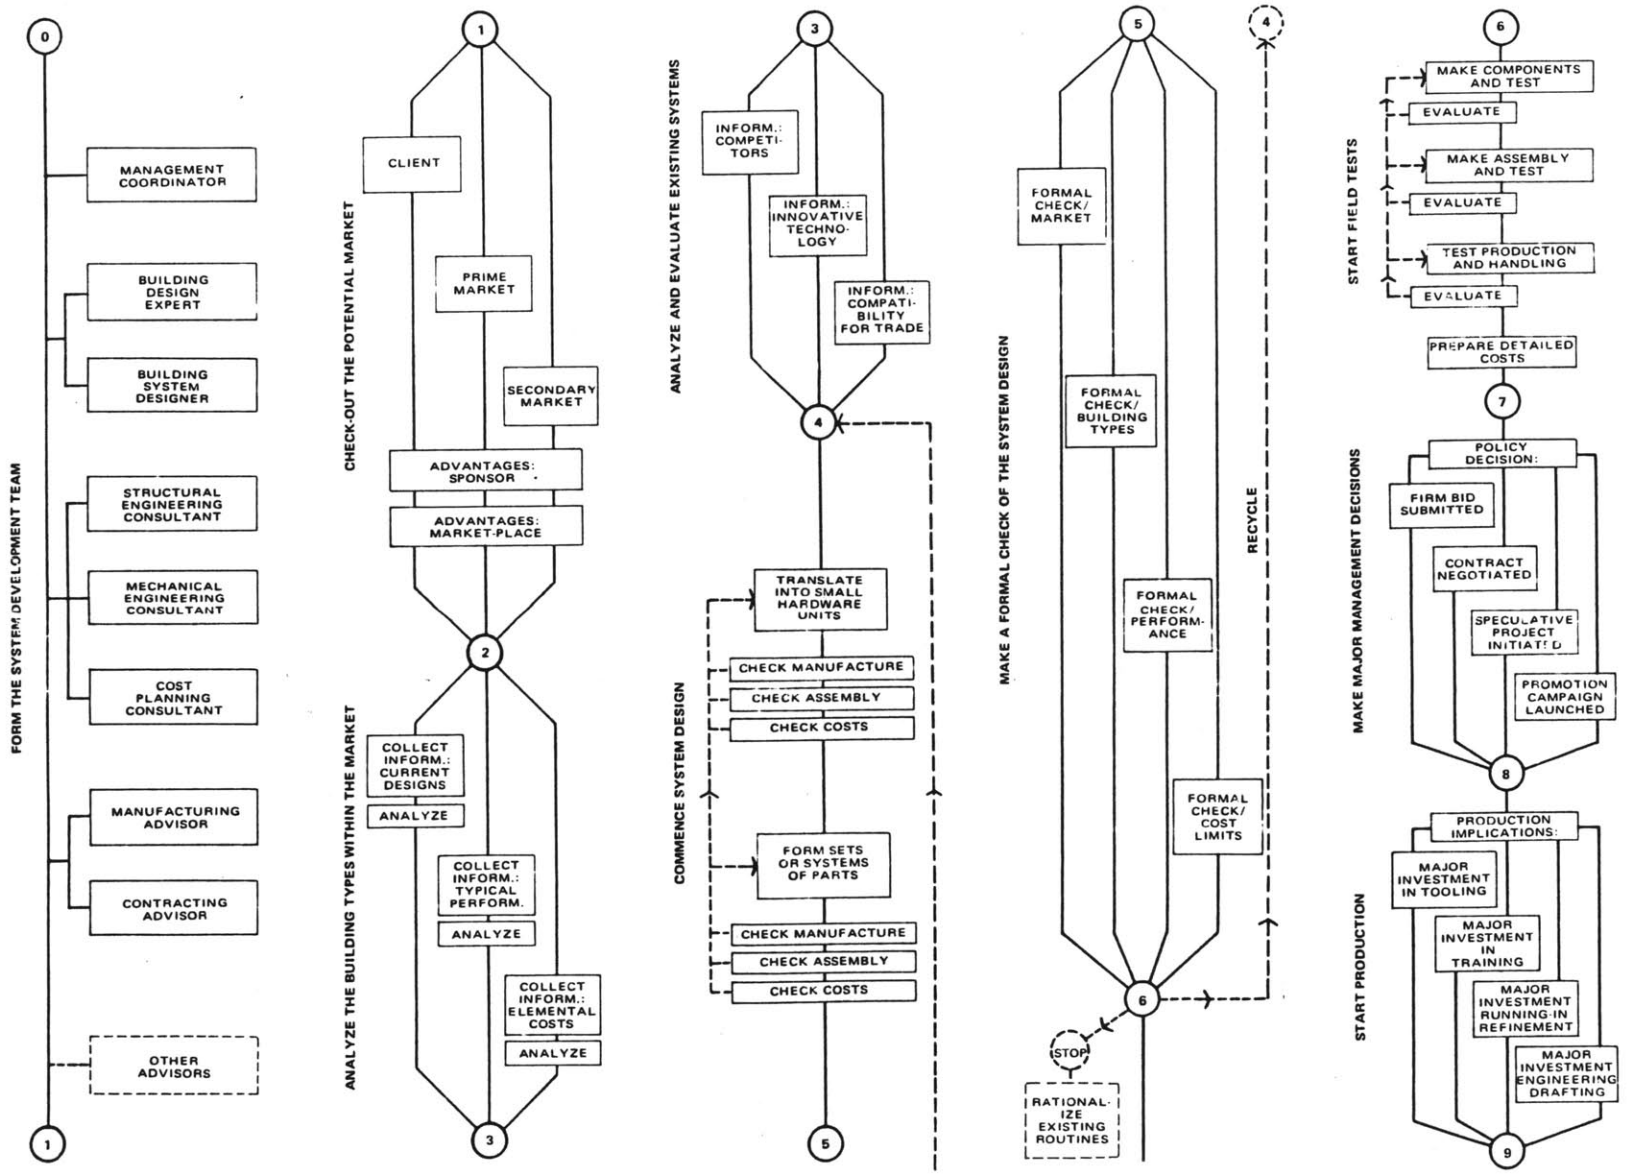 0
FORM THE SYSTEM DEVELOPMENT TEAM
MANAGEMENT
COORDINATOR
BUILDING
DESIGN
EXPERT
BUILDING
SYSTEM
DESIGNER
STRUCTURAL
ENGINEERING
CONSULTANT
MECHANICAL
ENGINEERING
CONSULTANT
COST
PLANNING
CONSULTANT
MANUFACTURING
ADVISOR
CONTRACTING
ADVISOR
OTHER
ADVISORS
1
1
CHECK-OUT THE POTENTIAL MARKET
CLIENT
PRIME
MARKET
SECONDARY
MARKET
ADVANTAGES:
SPONSOR
ADVANTAGES:
MARKET-PLACE
2
ANALYZE THE BUILDING TYPES WITHIN THE MARKET
COLLECT
INFORM.:
CURRENT
DESIGNS
ANALYZE
COLLECT
INFORM.:
TYPICAL
PERFORM.
ANALYZE
COLLECT
INFORM.:
ELEMENTAL
COSTS
ANALYZE
3
3
ANALYZE AND EVALUATE EXISTING SYSTEMS
INFORM.:
COMPETI-
TORS
INFORM.:
INNOVATIVE
TECHNO-
LOGY
INFORM.:
COMPATI-
BILITY
FOR TRADE
4
COMMENCE SYSTEM DESIGN
TRANSLATE
INTO SMALL
HARDWARE
UNITS
CHECK MANUFACTURE
CHECK ASSEMBLY
CHECK COSTS
FORM SETS
OR SYSTEMS
OF PARTS
CHECK MANUFACTURE
CHECK ASSEMBLY
CHECK COSTS
5
5
MAKE A FORMAL CHECK OF THE SYSTEM DESIGN
FORMAL
CHECK/
MARKET
FORMAL
CHECK/
BUILDING
TYPES
FORMAL
CHECK/
PERFORM-
ANCE
FORMAL
CHECK/
COST
LIMITS
6
STOP
RATIONAL-
IZE
EXISTING
ROUTINES
4
RECYCLE
6
START FIELD TESTS
MAKE COMPONENTS
AND TEST
EVALUATE
MAKE ASSEMBLY
AND TEST
EVALUATE
TEST PRODUCTION
AND HANDLING
EVALUATE
PREPARE DETAILED
COSTS
7
MAKE MAJOR MANAGEMENT DECISIONS
POLICY
DECISION:
FIRM BID
SUBMITTED
CONTRACT
NEGOTIATED
SPECULATIVE
PROJECT
INITIATED
PROMOTION
CAMPAIGN
LAUNCHED
8
START PRODUCTION
PRODUCTION
IMPLICATIONS:
MAJOR
INVESTMENT
IN TOOLING
MAJOR
INVESTMENT
IN
TRAINING
MAJOR
INVESTMENT
RUNNING-IN
REFINEMENT
MAJOR
INVESTMENT
ENGINEERING
DRAFTING
9